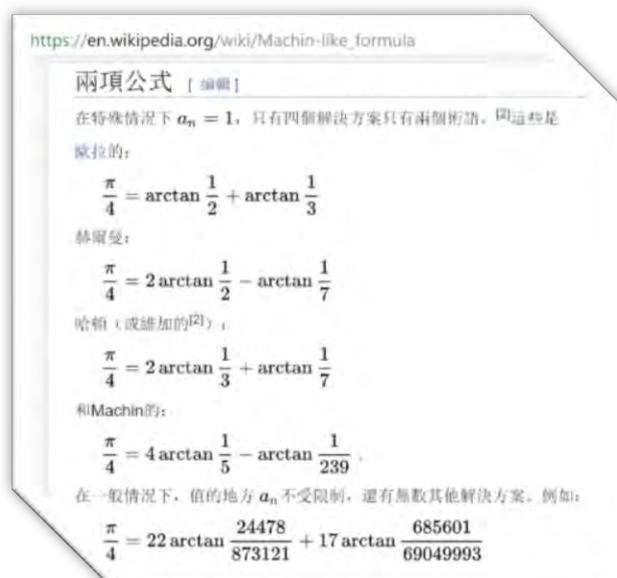 https://en.wikipedia.org/wiki/Machin-like_formula
兩項公式 [ 編輯 ]
在特殊情況下 aₙ = 1，只有四個解決方案只有兩個術語。[2]這些是
歐拉的：
π/4 = arctan 1/2 + arctan 1/3
赫爾曼：
π/4 = 2 arctan 1/2 − arctan 1/7
哈頓（或維加的[2]）：
π/4 = 2 arctan 1/3 + arctan 1/7
和Machin的：
π/4 = 4 arctan 1/5 − arctan 1/239 .
在一般情況下，值的地方 aₙ 不受限制，還有無數其他解決方案。例如：
π/4 = 22 arctan 24478/873121 + 17 arctan 685601/69049993